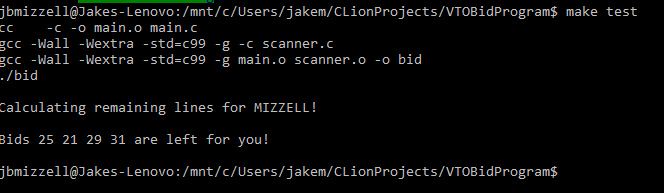 jbmizzell@Jakes-Lenovo:/mnt/c/Users/jakem/CLionProjects/VTOBidProgram$ make test
cc    -c -o main.o main.c
gcc -Wall -Wextra -std=c99 -g -c scanner.c
gcc -Wall -Wextra -std=c99 -g main.o scanner.o -o bid
./bid
Calculating remaining lines for MIZZELL!
Bids 25 21 29 31 are left for you!
jbmizzell@Jakes-Lenovo:/mnt/c/Users/jakem/CLionProjects/VTOBidProgram$